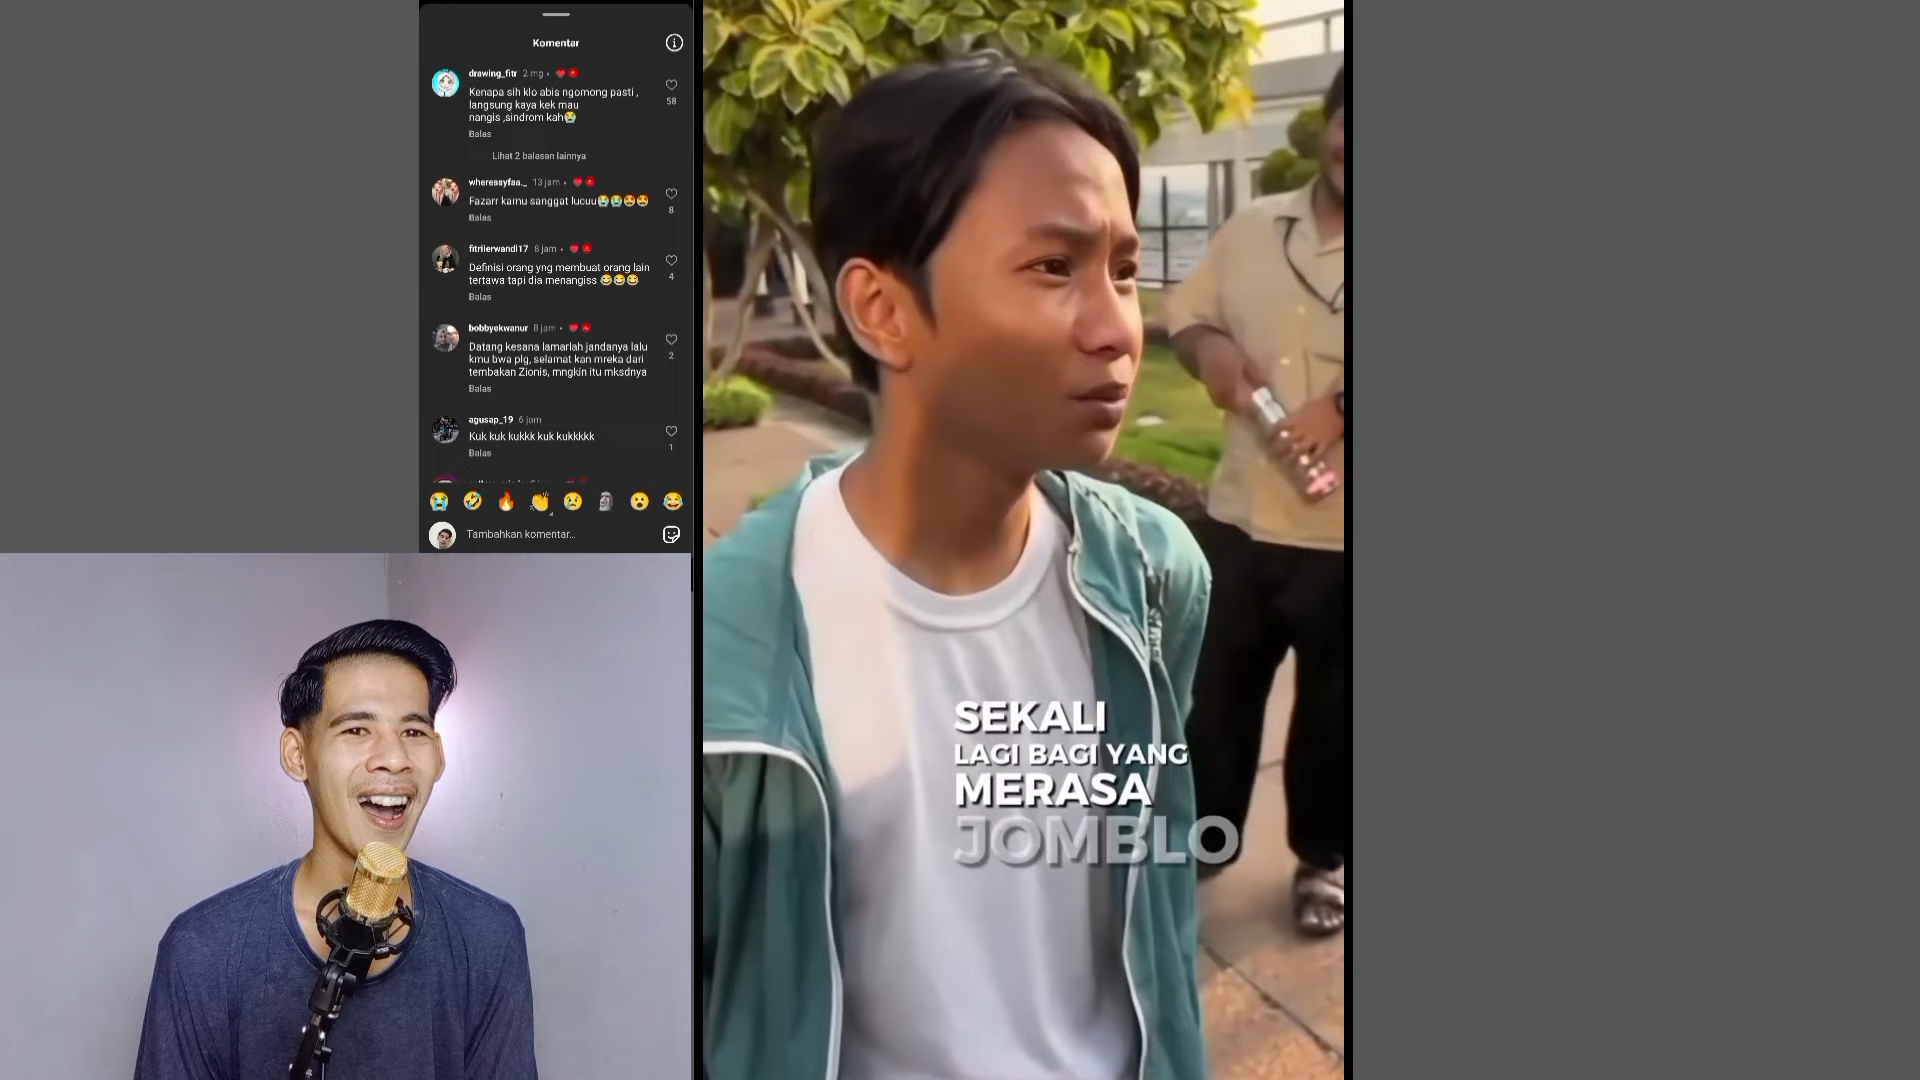 Komentar
drawing_fitr 2 mg •
Kenapa sih klo abis ngomong pasti ,
langsung kaya kek mau
nangis ,sindrom kah😭
58
Balas
Lihat 2 balasan lainnya
wheressyfaa._ 13 jam •
Fazarr kamu sanggat lucuu😭😭🤩🤩
8
Balas
fitriierwandi17 8 jam •
Definisi orang yng membuat orang lain
tertawa tapi dia menangiss 😂😂😂
4
Balas
bobbyekwanur 8 jam •
Datang kesana lamarlah jandanya lalu
kmu bwa plg, selamat kan mreka dari
tembakan Zionis, mngkin itu mksdnya
2
Balas
agusap_19 6 jam
Kuk kuk kukkk kuk kukkkkk
1
Balas
Tambahkan komentar...
SEKALI
LAGI BAGI YANG
MERASA
JOMBLO